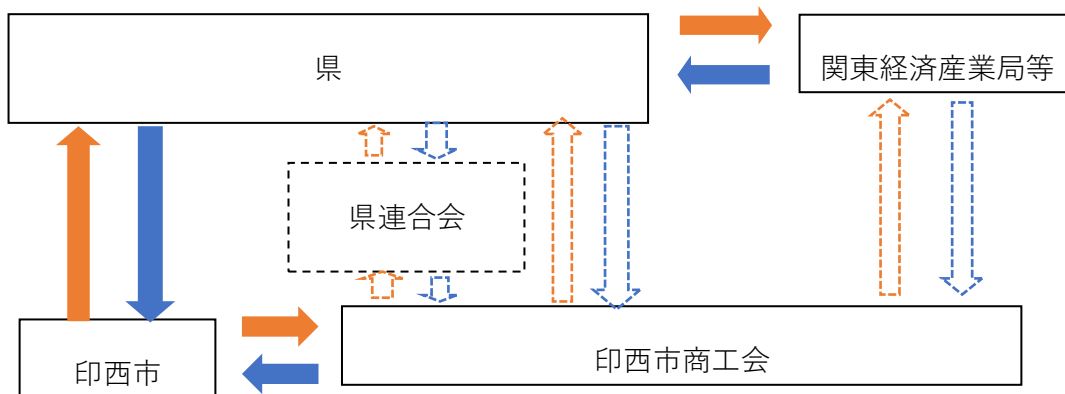 県
関東経済産業局等
県連合会
印西市
印西市商工会